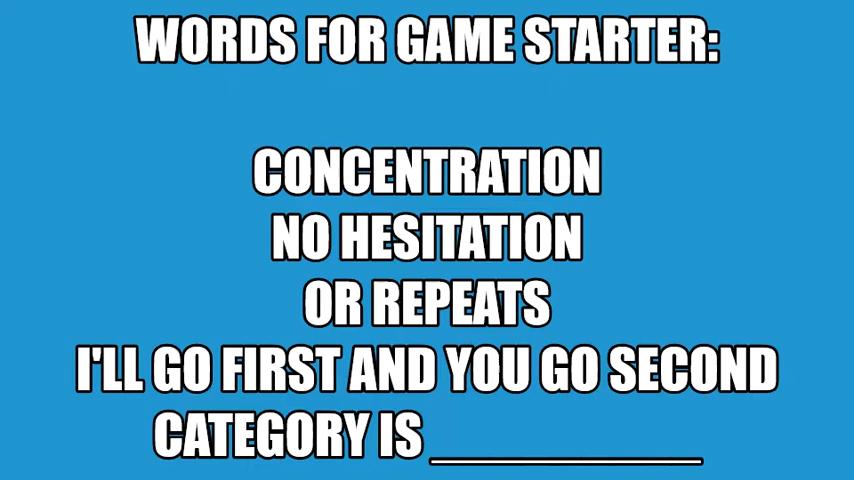 WORDS FOR GAME STARTER:
CONCENTRATION
NO HESITATION
OR REPEATS
I'LL GO FIRST AND YOU GO SECOND
CATEGORY IS __________